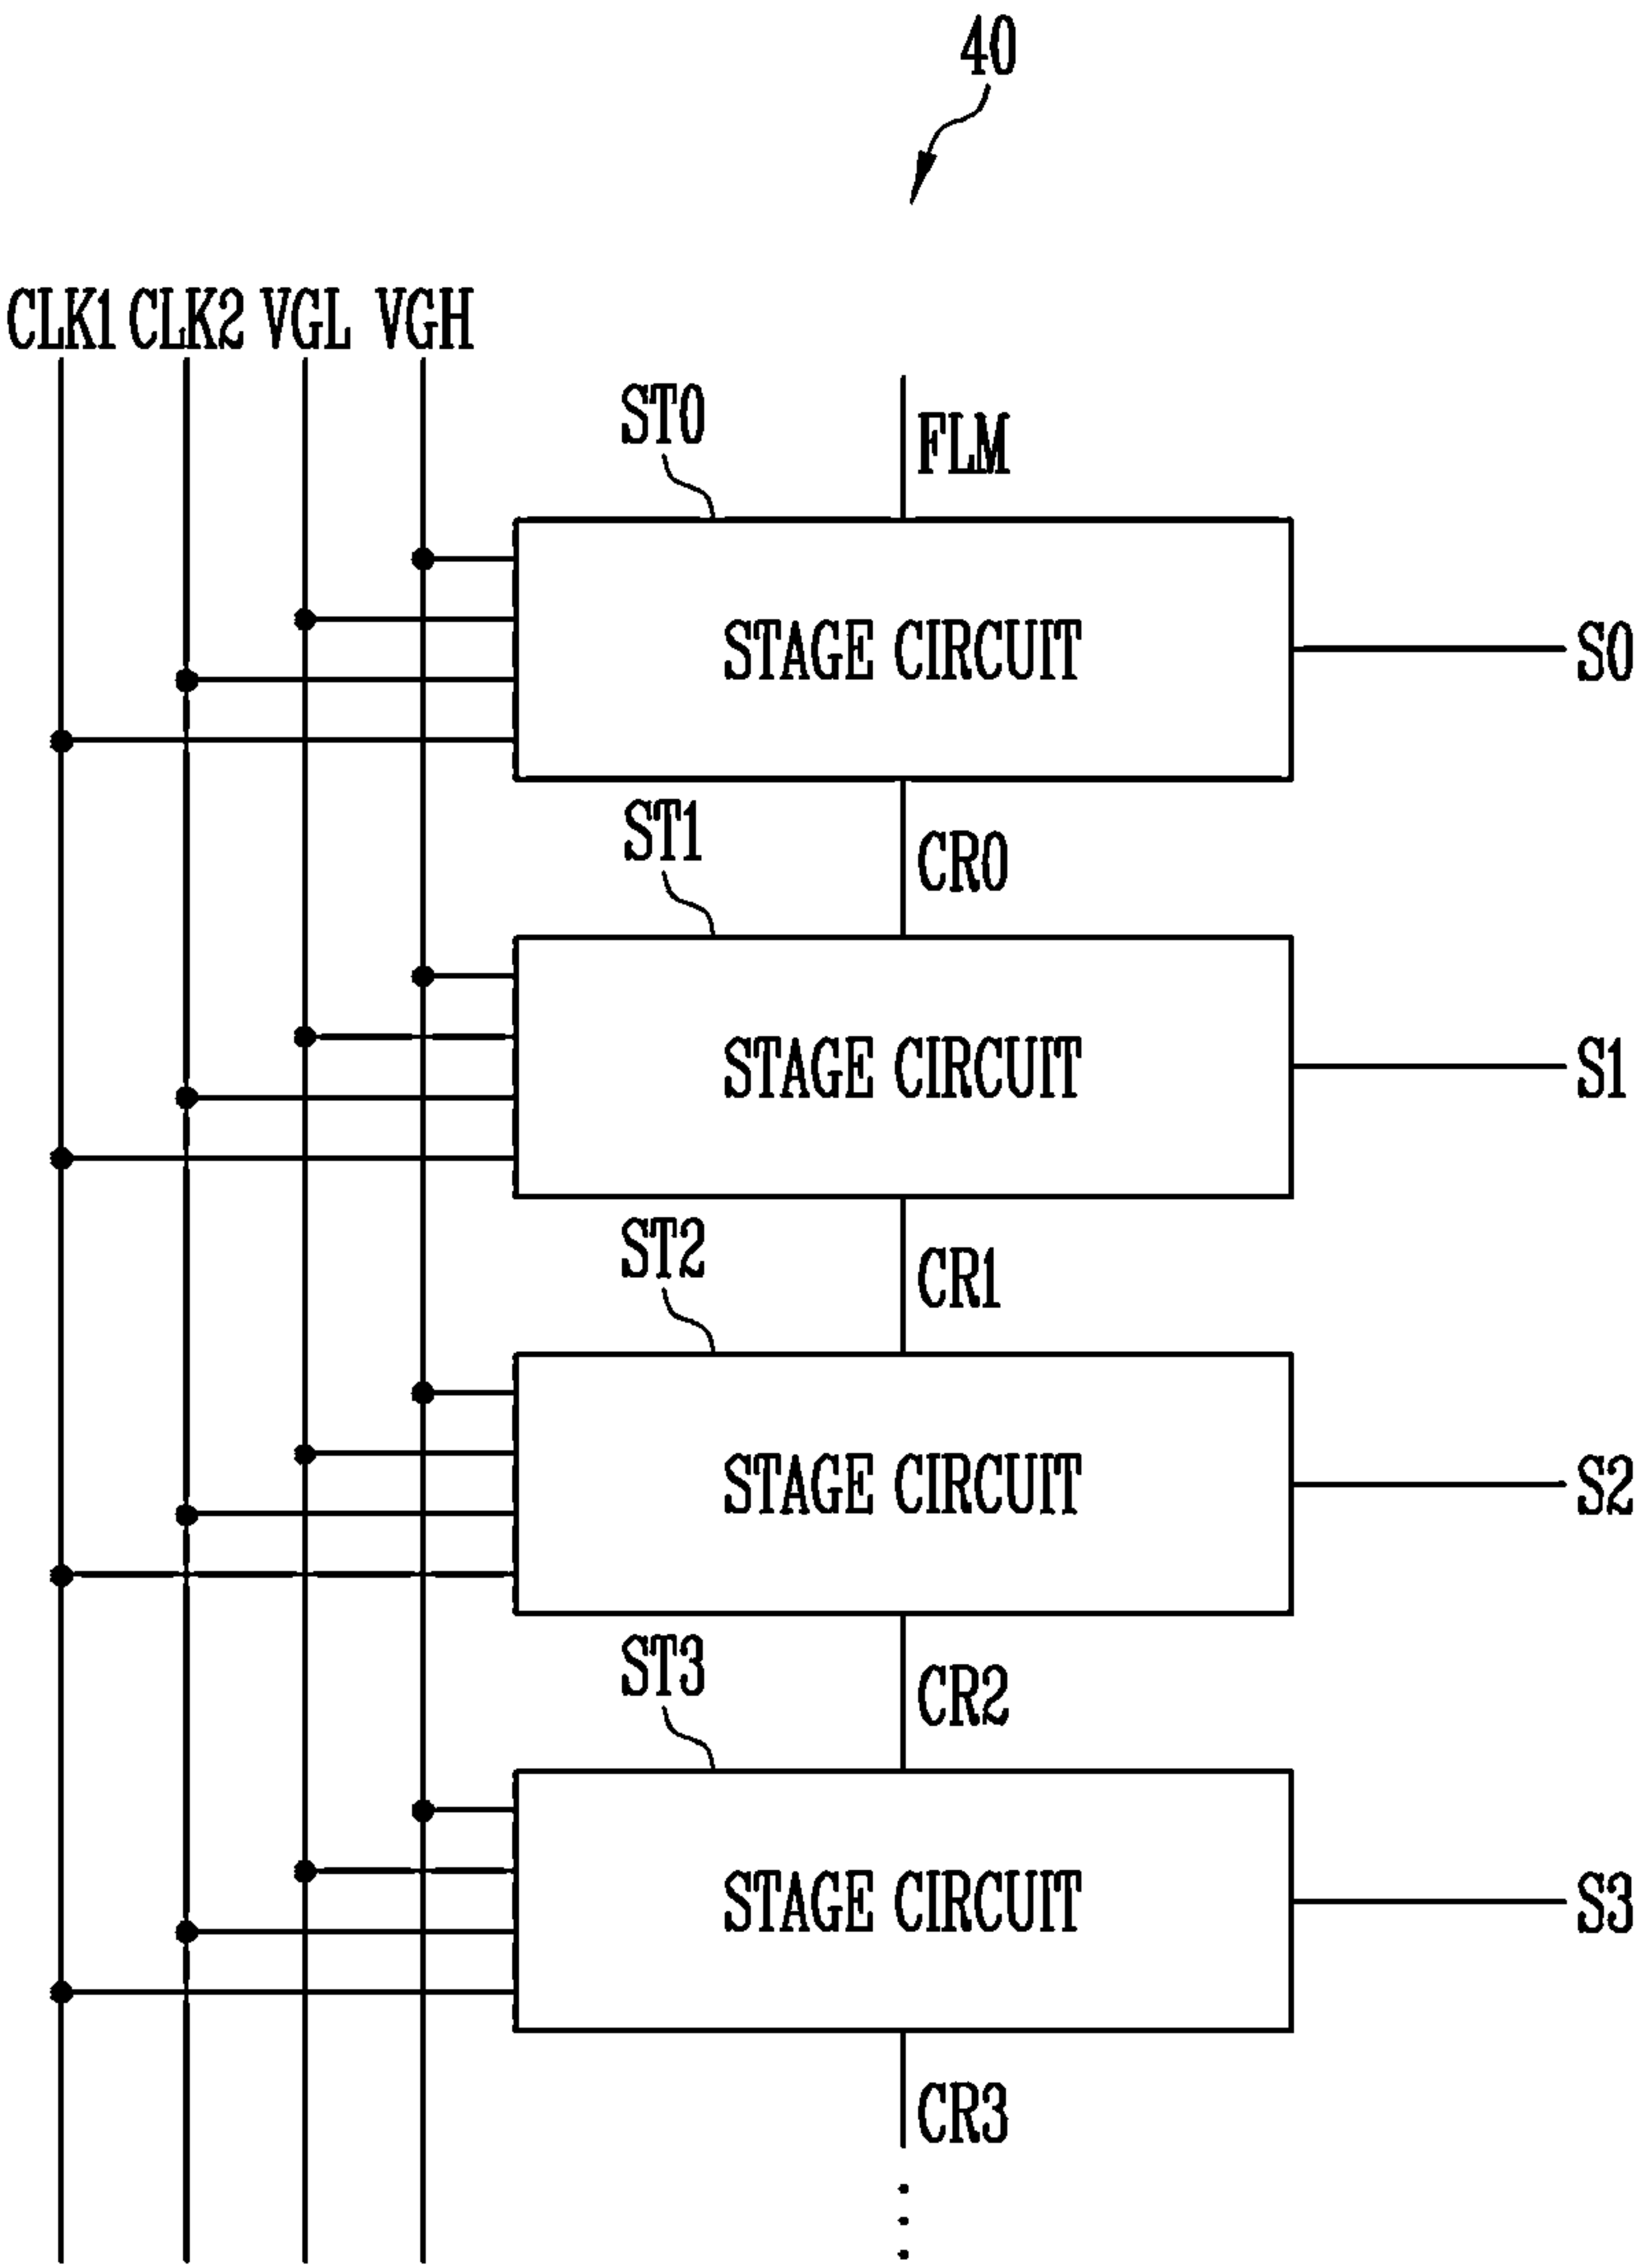 40
CLK1 CLK2 VGL VGH
ST0
FLM
STAGE CIRCUIT
S0
ST1
CR0
STAGE CIRCUIT
S1
ST2
CR1
STAGE CIRCUIT
S2
ST3
CR2
STAGE CIRCUIT
S3
CR3